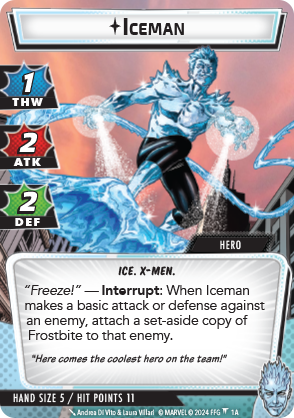 ✦Iceman
1
THW
2
ATK
2
DEF
HERO
ICE. X-MEN.
"Freeze!" — Interrupt: When Iceman
makes a basic attack or defense against
an enemy, attach a set-aside copy of
Frostbite to that enemy.
"Here comes the coolest hero on the team!"
HAND SIZE 5 / HIT POINTS 11
Andrea Di Vito & Laura Villari © MARVEL © 2024 FFG 1A